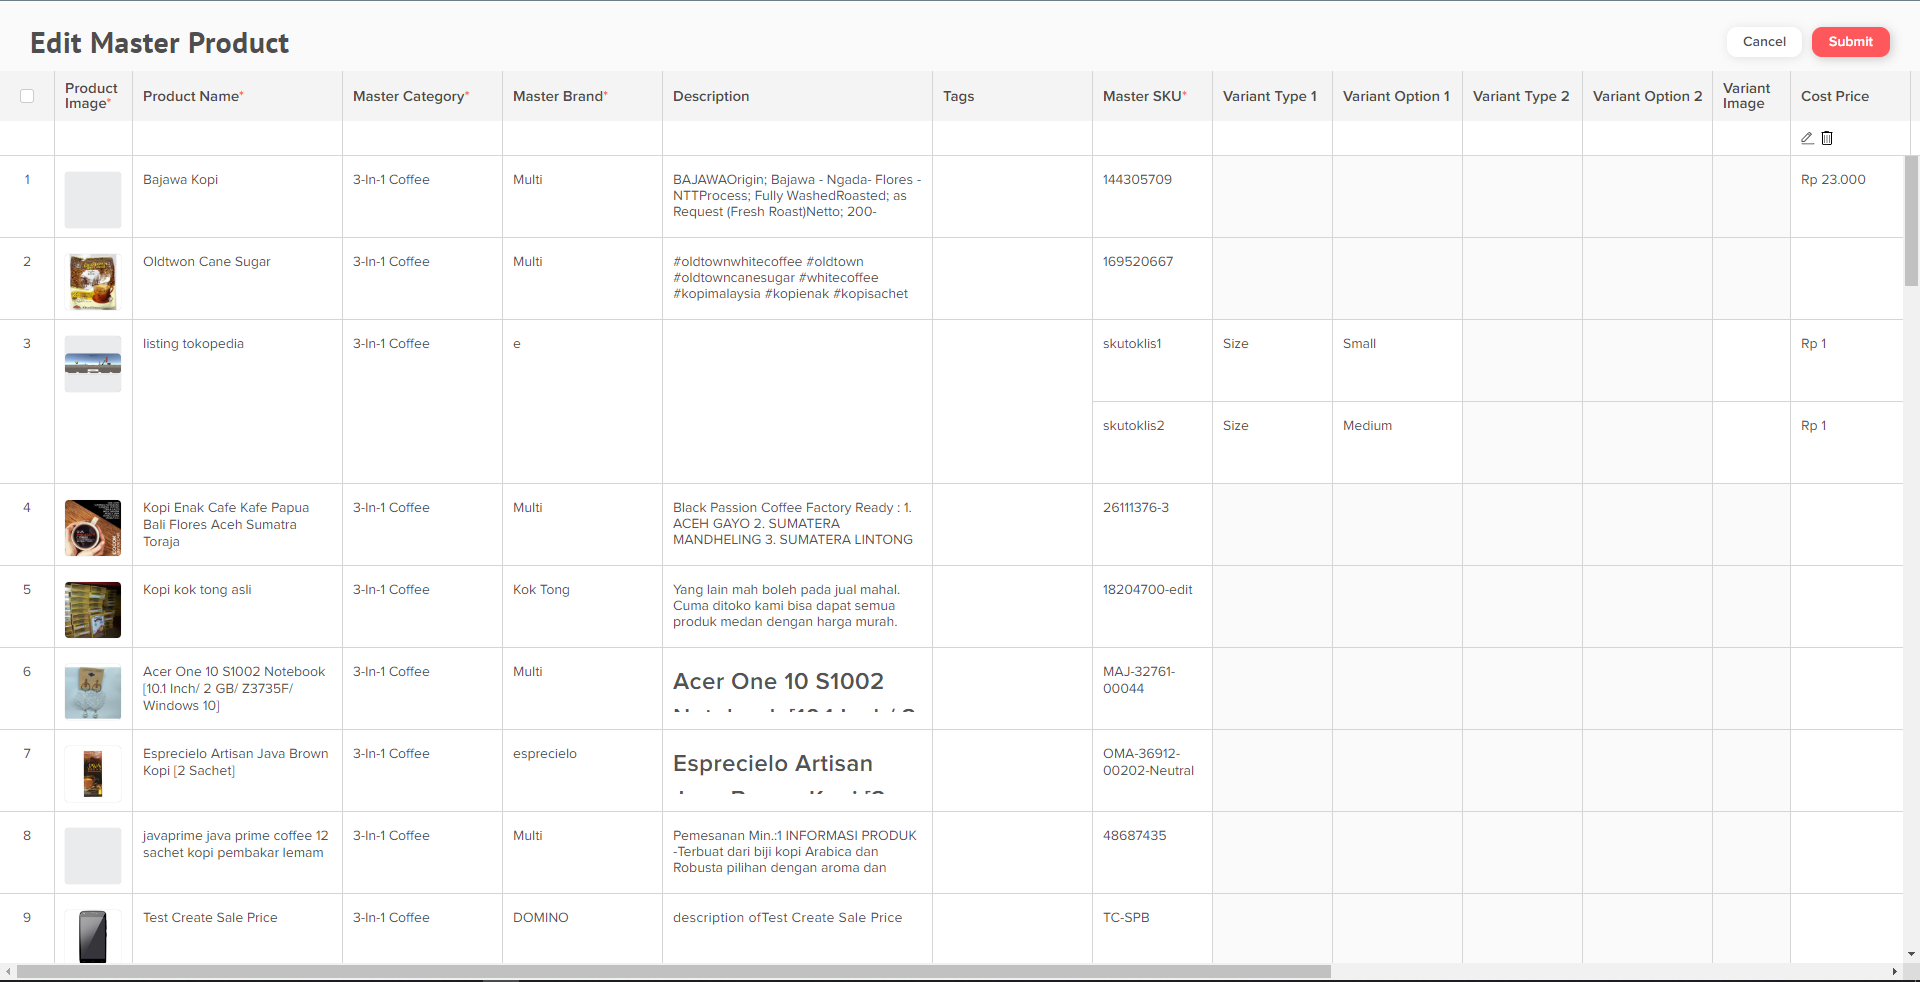 Edit Master Product
Cancel
Submit
Product
Image*
Product Name*
Master Category*
Master Brand*
Description
Tags
Master SKU*
Variant Type 1
Variant Option 1
Variant Type 2
Variant Option 2
Variant
Image
Cost Price
1
Bajawa Kopi
3-In-1 Coffee
Multi
BAJAWAOrigin; Bajawa - Ngada- Flores -
NTTProcess; Fully WashedRoasted; as
Request (Fresh Roast)Netto; 200-
144305709
Rp 23.000
2
Oldtwon Cane Sugar
3-In-1 Coffee
Multi
#oldtownwhitecoffee #oldtown
#oldtowncanesugar #whitecoffee
#kopimalaysia #kopienak #kopisachet
169520667
3
listing tokopedia
3-In-1 Coffee
e
skutoklis1
Size
Small
Rp 1
skutoklis2
Size
Medium
Rp 1
4
Kopi Enak Cafe Kafe Papua
Bali Flores Aceh Sumatra
Toraja
3-In-1 Coffee
Multi
Black Passion Coffee Factory Ready : 1.
ACEH GAYO 2. SUMATERA
MANDHELING 3. SUMATERA LINTONG
26111376-3
5
Kopi kok tong asli
3-In-1 Coffee
Kok Tong
Yang lain mah boleh pada jual mahal.
Cuma ditoko kami bisa dapat semua
produk medan dengan harga murah.
18204700-edit
6
Acer One 10 S1002 Notebook
[10.1 Inch/ 2 GB/ Z3735F/
Windows 10]
3-In-1 Coffee
Multi
Acer One 10 S1002
MAJ-32761-
00044
7
Esprecielo Artisan Java Brown
Kopi [2 Sachet]
3-In-1 Coffee
esprecielo
Esprecielo Artisan
OMA-36912-
00202-Neutral
8
javaprime java prime coffee 12
sachet kopi pembakar lemam
3-In-1 Coffee
Multi
Pemesanan Min.:1 INFORMASI PRODUK
-Terbuat dari biji kopi Arabica dan
Robusta pilihan dengan aroma dan
48687435
9
Test Create Sale Price
3-In-1 Coffee
DOMINO
description ofTest Create Sale Price
TC-SPB